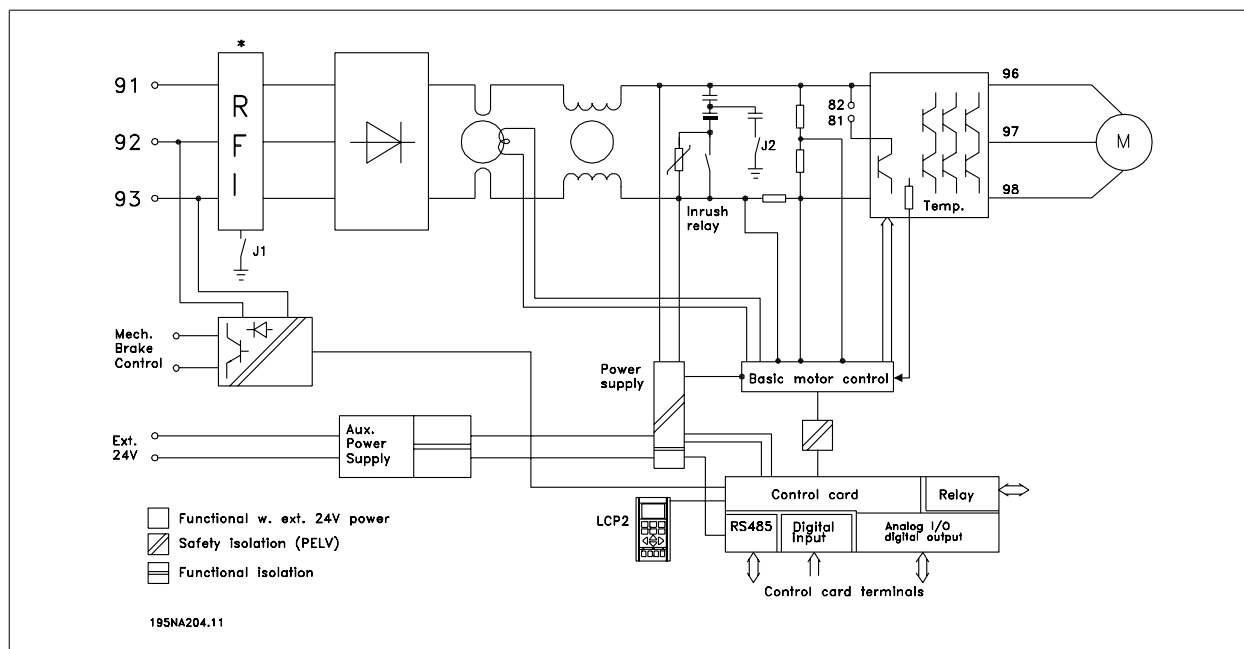 *
91
92
93
R
F
I
J1
82
81
J2
Inrush
relay
Temp.
96
97
98
M
Mech.
Brake
Control
Power
supply
Basic motor control
Ext.
24V
Aux.
Power
Supply
Control card
Relay
LCP2
RS485
Digital
Input
Analog I/O
digital output
Control card terminals
Functional w. ext. 24V power
Safety isolation (PELV)
Functional isolation
195NA204.11